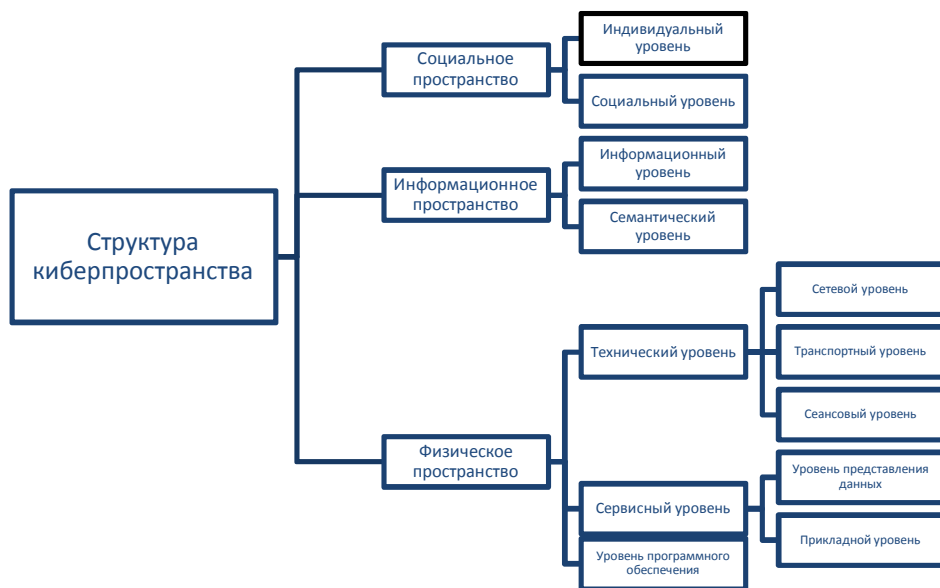 Структура
киберпространства
Социальное
пространство
Индивидуальный
уровень
Социальный уровень
Информационное
пространство
Информационный
уровень
Семантический
уровень
Физическое
пространство
Технический уровень
Сетевой уровень
Транспортный уровень
Сеансовый уровень
Сервисный уровень
Уровень представления
данных
Прикладной уровень
Уровень программного
обеспечения